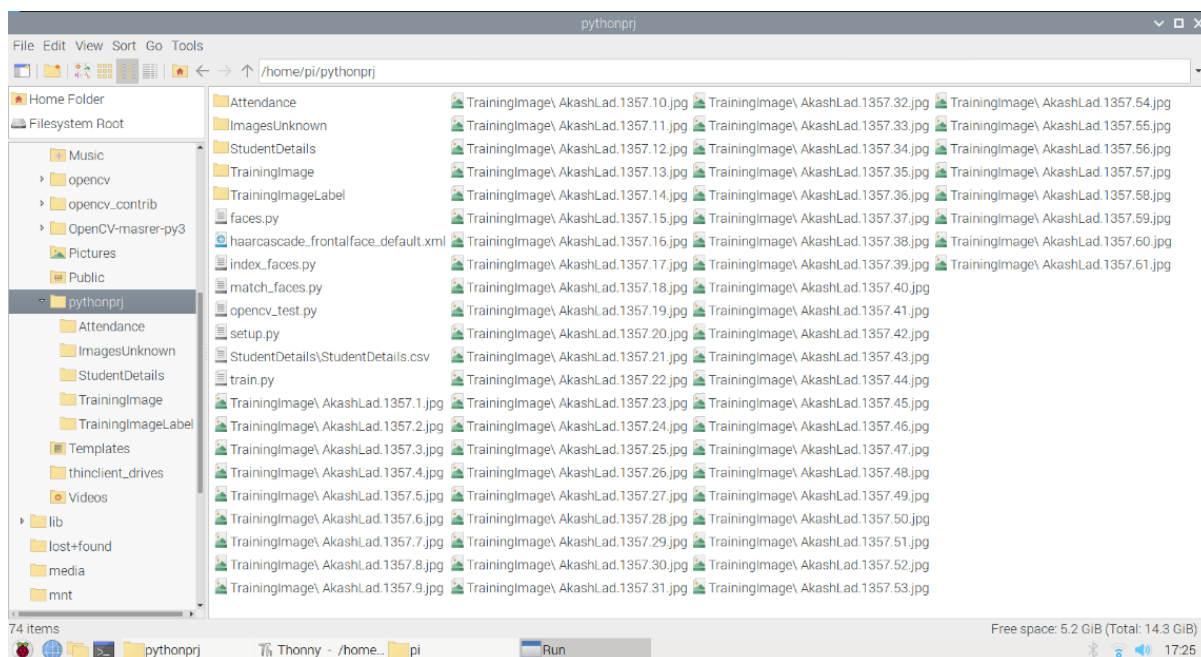 pythonprj
File Edit View Sort Go Tools
/home/pi/pythonprj
Home Folder
Filesystem Root
Music
opencv
opencv_contrib
OpenCV-masrer-py3
Pictures
Public
pythonprj
Attendance
ImagesUnknown
StudentDetails
TrainingImage
TrainingImageLabel
Templates
thinclient_drives
Videos
lib
lost+found
media
mnt
Attendance
ImagesUnknown
StudentDetails
TrainingImage
TrainingImageLabel
faces.py
haarcascade_frontalface_default.xml
index_faces.py
match_faces.py
opencv_test.py
setup.py
StudentDetails\StudentDetails.csv
train.py
TrainingImage\ AkashLad.1357.1.jpg
TrainingImage\ AkashLad.1357.2.jpg
TrainingImage\ AkashLad.1357.3.jpg
TrainingImage\ AkashLad.1357.4.jpg
TrainingImage\ AkashLad.1357.5.jpg
TrainingImage\ AkashLad.1357.6.jpg
TrainingImage\ AkashLad.1357.7.jpg
TrainingImage\ AkashLad.1357.8.jpg
TrainingImage\ AkashLad.1357.9.jpg
TrainingImage\ AkashLad.1357.10.jpg
TrainingImage\ AkashLad.1357.11.jpg
TrainingImage\ AkashLad.1357.12.jpg
TrainingImage\ AkashLad.1357.13.jpg
TrainingImage\ AkashLad.1357.14.jpg
TrainingImage\ AkashLad.1357.15.jpg
TrainingImage\ AkashLad.1357.16.jpg
TrainingImage\ AkashLad.1357.17.jpg
TrainingImage\ AkashLad.1357.18.jpg
TrainingImage\ AkashLad.1357.19.jpg
TrainingImage\ AkashLad.1357.20.jpg
TrainingImage\ AkashLad.1357.21.jpg
TrainingImage\ AkashLad.1357.22.jpg
TrainingImage\ AkashLad.1357.23.jpg
TrainingImage\ AkashLad.1357.24.jpg
TrainingImage\ AkashLad.1357.25.jpg
TrainingImage\ AkashLad.1357.26.jpg
TrainingImage\ AkashLad.1357.27.jpg
TrainingImage\ AkashLad.1357.28.jpg
TrainingImage\ AkashLad.1357.29.jpg
TrainingImage\ AkashLad.1357.30.jpg
TrainingImage\ AkashLad.1357.31.jpg
TrainingImage\ AkashLad.1357.32.jpg
TrainingImage\ AkashLad.1357.33.jpg
TrainingImage\ AkashLad.1357.34.jpg
TrainingImage\ AkashLad.1357.35.jpg
TrainingImage\ AkashLad.1357.36.jpg
TrainingImage\ AkashLad.1357.37.jpg
TrainingImage\ AkashLad.1357.38.jpg
TrainingImage\ AkashLad.1357.39.jpg
TrainingImage\ AkashLad.1357.40.jpg
TrainingImage\ AkashLad.1357.41.jpg
TrainingImage\ AkashLad.1357.42.jpg
TrainingImage\ AkashLad.1357.43.jpg
TrainingImage\ AkashLad.1357.44.jpg
TrainingImage\ AkashLad.1357.45.jpg
TrainingImage\ AkashLad.1357.46.jpg
TrainingImage\ AkashLad.1357.47.jpg
TrainingImage\ AkashLad.1357.48.jpg
TrainingImage\ AkashLad.1357.49.jpg
TrainingImage\ AkashLad.1357.50.jpg
TrainingImage\ AkashLad.1357.51.jpg
TrainingImage\ AkashLad.1357.52.jpg
TrainingImage\ AkashLad.1357.53.jpg
TrainingImage\ AkashLad.1357.54.jpg
TrainingImage\ AkashLad.1357.55.jpg
TrainingImage\ AkashLad.1357.56.jpg
TrainingImage\ AkashLad.1357.57.jpg
TrainingImage\ AkashLad.1357.58.jpg
TrainingImage\ AkashLad.1357.59.jpg
TrainingImage\ AkashLad.1357.60.jpg
TrainingImage\ AkashLad.1357.61.jpg
74 items
Free space: 5.2 GiB (Total: 14.3 GiB)
pythonprj
Thonny - /home...
pi
Run
17:25